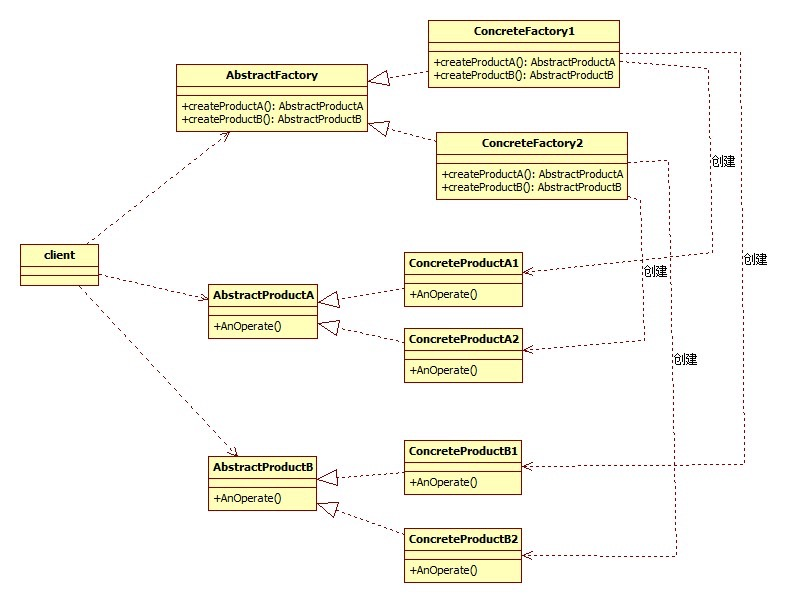 ConcreteFactory1
+createProductA(): AbstractProductA
+createProductB(): AbstractProductB
AbstractFactory
+createProductA(): AbstractProductA
+createProductB(): AbstractProductB
ConcreteFactory2
+createProductA(): AbstractProductA
+createProductB(): AbstractProductB
创建
client
创建
创建
ConcreteProductA1
+AnOperate()
AbstractProductA
+AnOperate()
ConcreteProductA2
+AnOperate()
创建
AbstractProductB
+AnOperate()
ConcreteProductB1
+AnOperate()
ConcreteProductB2
+AnOperate()